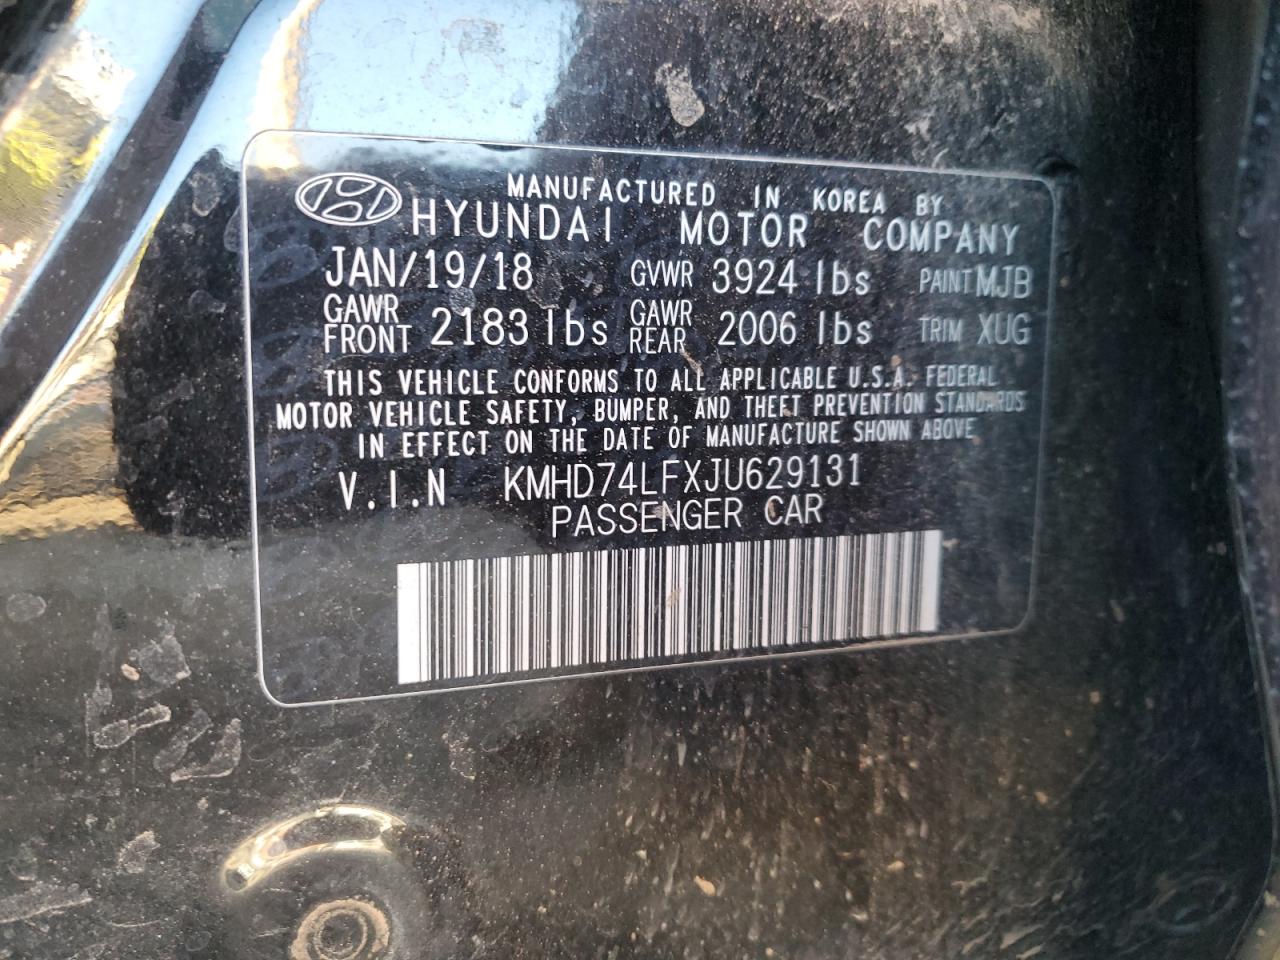 MANUFACTURED IN KOREA BY
HYUNDAI MOTOR COMPANY
JAN/19/18 GVWR 3924 lbs PAINT MJB
GAWR FRONT 2183 lbs GAWR REAR 2006 lbs TRIM XUG
THIS VEHICLE CONFORMS TO ALL APPLICABLE U.S.A. FEDERAL
MOTOR VEHICLE SAFETY, BUMPER, AND THEFT PREVENTION STANDARDS
IN EFFECT ON THE DATE OF MANUFACTURE SHOWN ABOVE
V.I.N KMHD74LFXJU629131
PASSENGER CAR